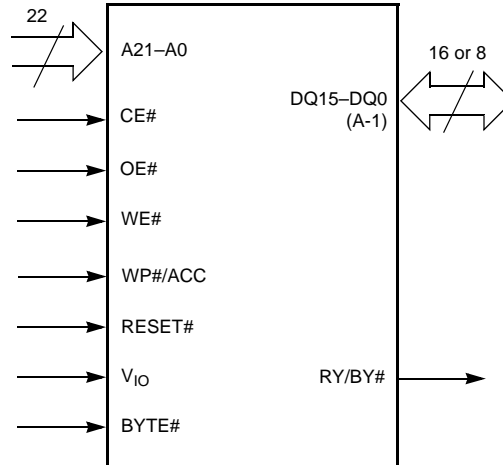 22
A21–A0
16 or 8
DQ15–DQ0
(A-1)
CE#
OE#
WE#
WP#/ACC
RESET#
VIO
RY/BY#
BYTE#